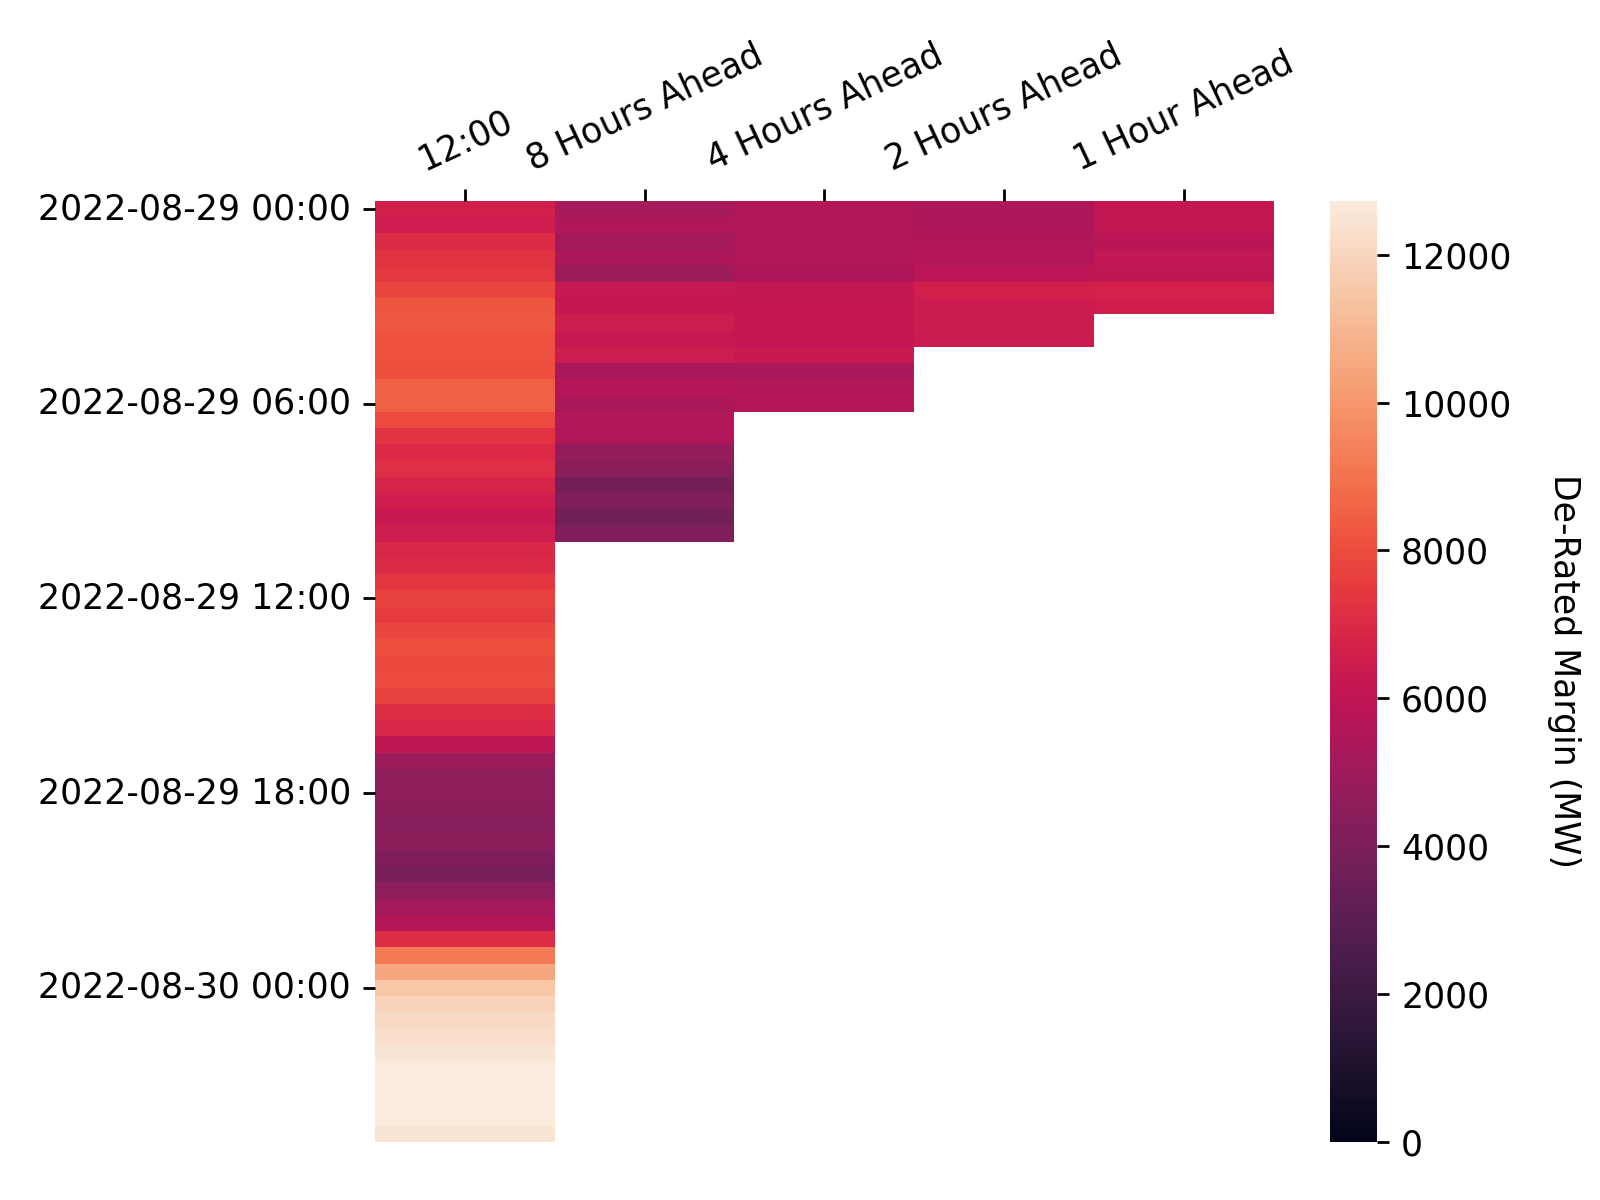 12:00
8 Hours Ahead
4 Hours Ahead
2 Hours Ahead
1 Hour Ahead
2022-08-29 00:00
2022-08-29 06:00
2022-08-29 12:00
2022-08-29 18:00
2022-08-30 00:00
12000
10000
8000
6000
4000
2000
0
De-Rated Margin (MW)